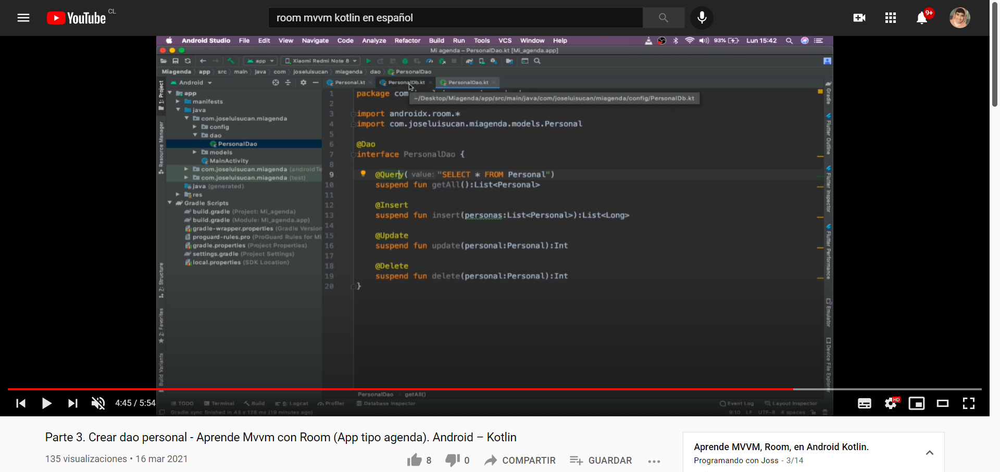 YouTube CL
room mvvm kotlin en español
9+
Android Studio File Edit View Navigate Code Analyze Refactor Build Run Tools VCS Window Help
93% Lun 15:42
Mi agenda – PersonalDao.kt [Mi_agenda.app]
app Xiaomi Redmi Note 8
Miagenda app src main java com joseluisucan miagenda dao PersonalDao
Android
Personal.kt PersonalDb.kt PersonalDao.kt
~/Desktop/Miagenda/app/src/main/java/com/joseluisucan/miagenda/config/PersonalDb.kt
1: Project
Resource Manager
Z: Structure
2: Favorites
Build Variants
app
manifests
java
com.joseluisucan.miagenda
config
dao
PersonalDao
models
MainActivity
com.joseluisucan.miagenda (androidTe
com.joseluisucan.miagenda (test)
java (generated)
res
Gradle Scripts
build.gradle (Project: Mi_agenda)
build.gradle (Module: Mi_agenda.app)
gradle-wrapper.properties (Gradle Version
proguard-rules.pro (ProGuard Rules for Mi
gradle.properties (Project Properties)
settings.gradle (Project Settings)
local.properties (SDK Location)
1 package com
2
3 import androidx.room.*
4 import com.joseluisucan.miagenda.models.Personal
5
6 @Dao
7 interface PersonalDao {
8
9 @Query( value: "SELECT * FROM Personal")
10 suspend fun getAll():List<Personal>
11
12 @Insert
13 suspend fun insert(personas:List<Personal>):List<Long>
14
15 @Update
16 suspend fun update(personal:Personal):Int
17
18 @Delete
19 suspend fun delete(personal:Personal):Int
20 }
Gradle
Flutter Outline
Flutter Inspector
Flutter Performance
Emulator
Device File Explorer
PersonalDao getAll()
TODO Terminal Build 6: Logcat Profiler Database Inspector Event Log Layout Inspector
Gradle sync finished in 43 s 128 ms (19 minutes ago) 9:10 LF UTF-8 4 spaces
4:45 / 5:54
HD
Parte 3. Crear dao personal - Aprende Mvvm con Room (App tipo agenda). Android – Kotlin
135 visualizaciones • 16 mar 2021
8 0 COMPARTIR GUARDAR
Aprende MVVM, Room, en Android Kotlin.
Programando con Joss - 3/14